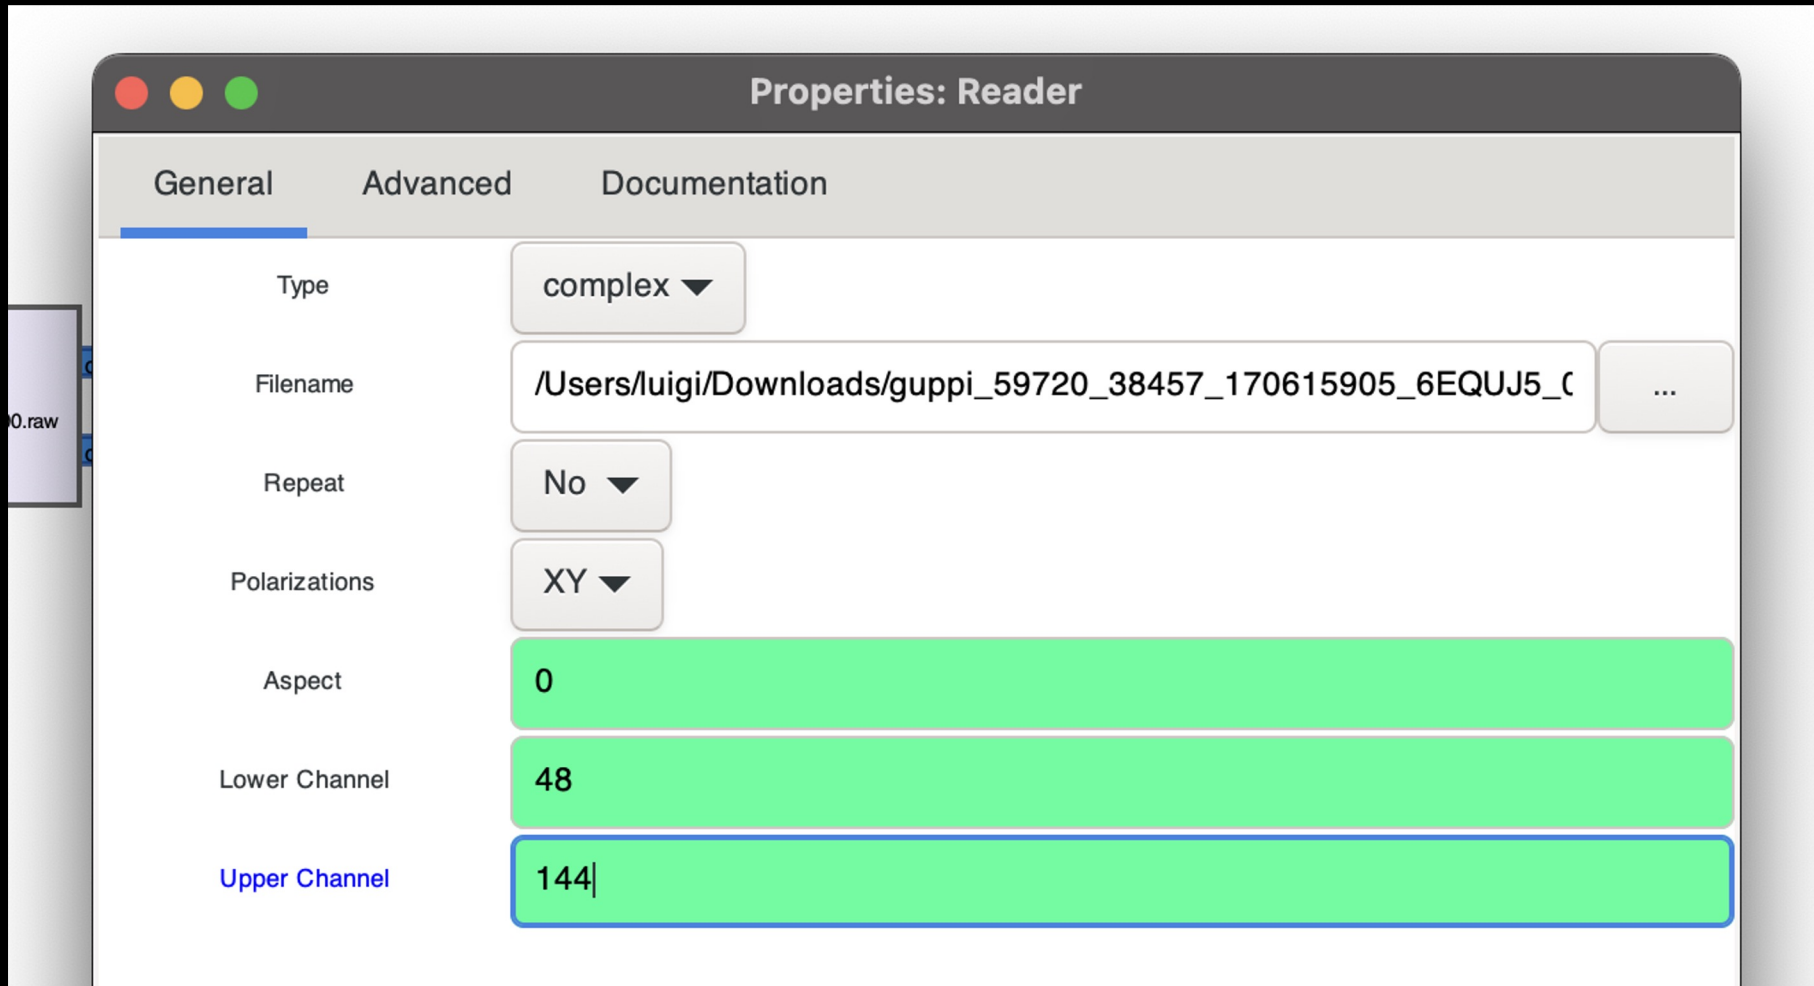 Properties: Reader
General Advanced Documentation
Type complex
Filename /Users/luigi/Downloads/guppi_59720_38457_170615905_6EQUJ5_ ...
0.raw
Repeat No
Polarizations XY
Aspect 0
Lower Channel 48
Upper Channel 144